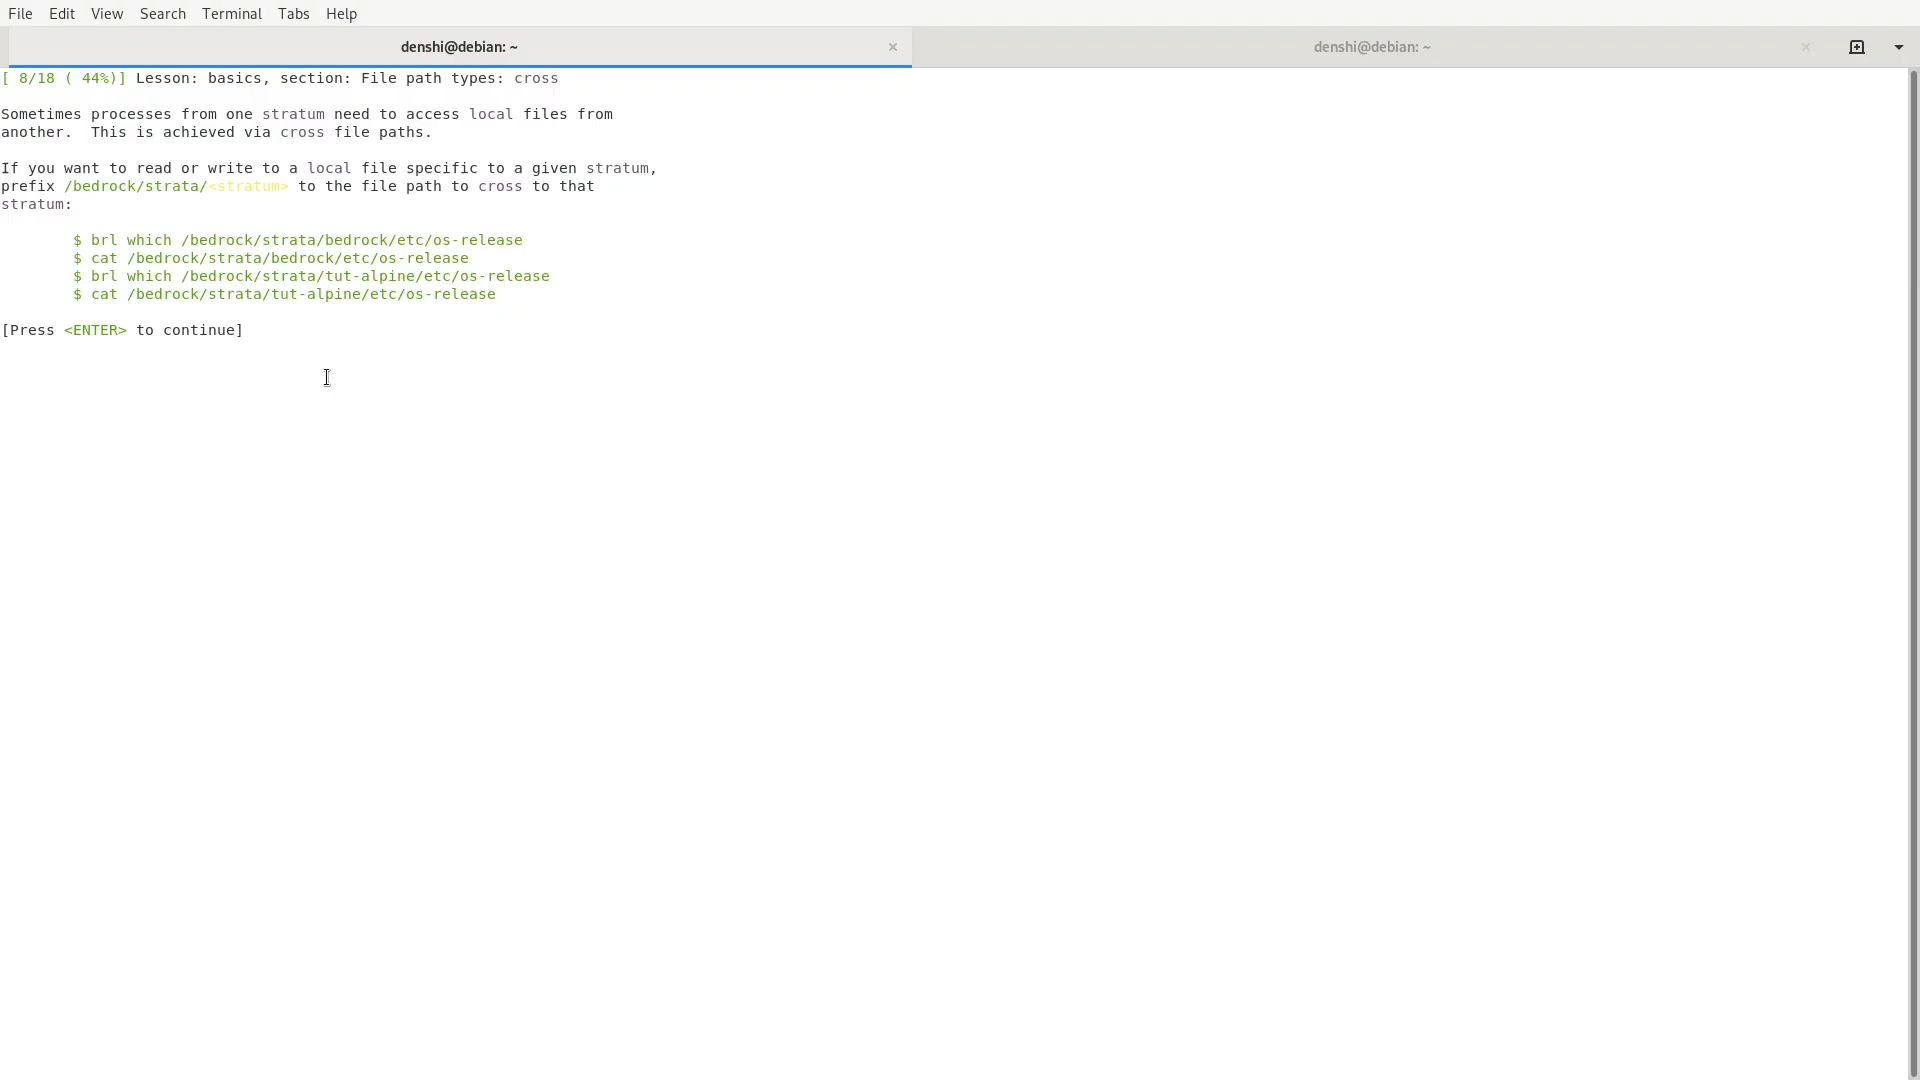 File Edit View Search Terminal Tabs Help
denshi@debian: ~ × denshi@debian: ~ ×
[ 8/18 ( 44%)] Lesson: basics, section: File path types: cross
Sometimes processes from one stratum need to access local files from
another.  This is achieved via cross file paths.
If you want to read or write to a local file specific to a given stratum,
prefix /bedrock/strata/<stratum> to the file path to cross to that
stratum:
$ brl which /bedrock/strata/bedrock/etc/os-release
$ cat /bedrock/strata/bedrock/etc/os-release
$ brl which /bedrock/strata/tut-alpine/etc/os-release
$ cat /bedrock/strata/tut-alpine/etc/os-release
[Press <ENTER> to continue]